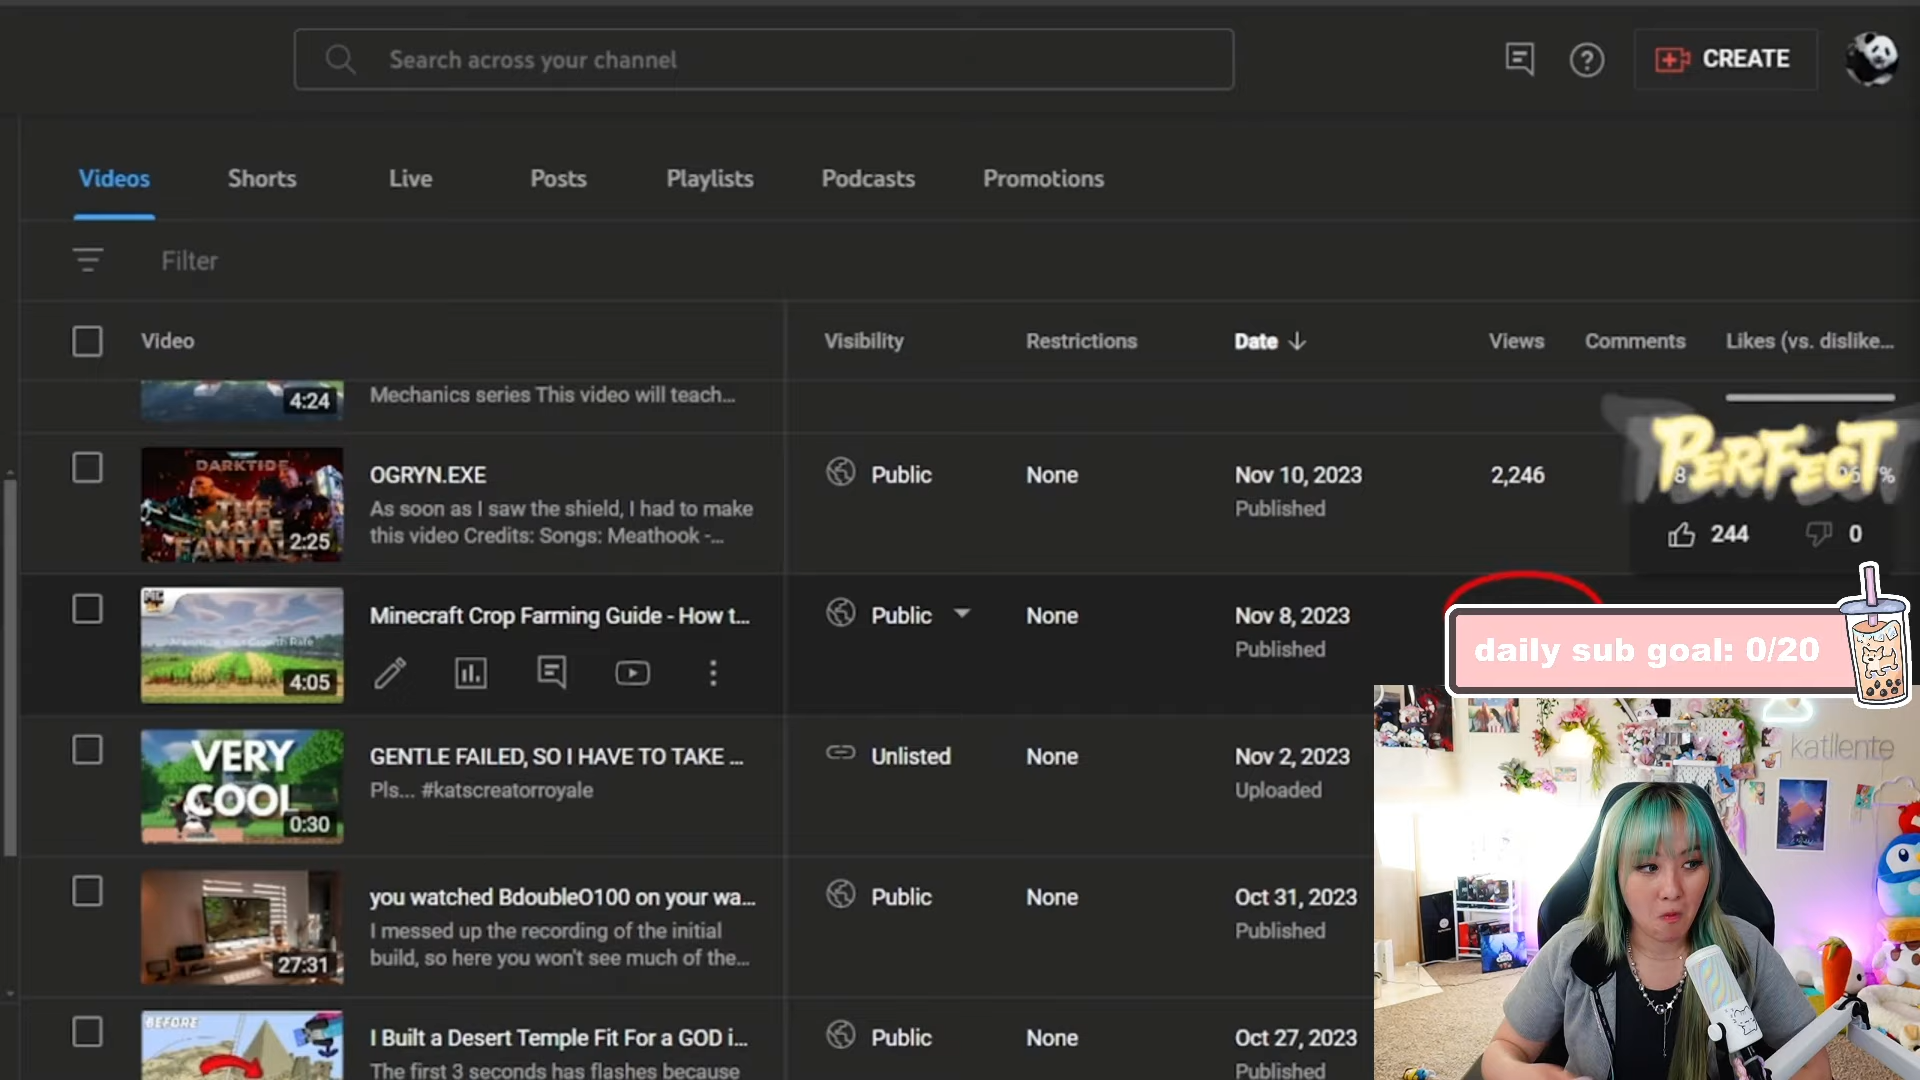 Search across your channel
CREATE
Videos
Shorts
Live
Posts
Playlists
Podcasts
Promotions
Filter
Video
Visibility
Restrictions
Date
Views
Comments
Likes (vs. dislike...
4:24
Mechanics series This video will teach...
DARKTIDE
THE
MALE
2:25
OGRYN.EXE
As soon as I saw the shield, I had to make
this video Credits: Songs: Meathook -...
Public
None
Nov 10, 2023
Published
2,246
PERFECT
244
0
4:05
Minecraft Crop Farming Guide - How t...
Public
None
Nov 8, 2023
Published
daily sub goal: 0/20
VERY
COOL
0:30
GENTLE FAILED, SO I HAVE TO TAKE ...
Pls... #katscreatorroyale
Unlisted
None
Nov 2, 2023
Uploaded
katllente
27:31
you watched BdoubleO100 on your wa...
I messed up the recording of the initial
build, so here you won't see much of the...
Public
None
Oct 31, 2023
Published
BEFORE
I Built a Desert Temple Fit For a GOD i...
The first 3 seconds has flashes because
Public
None
Oct 27, 2023
Published